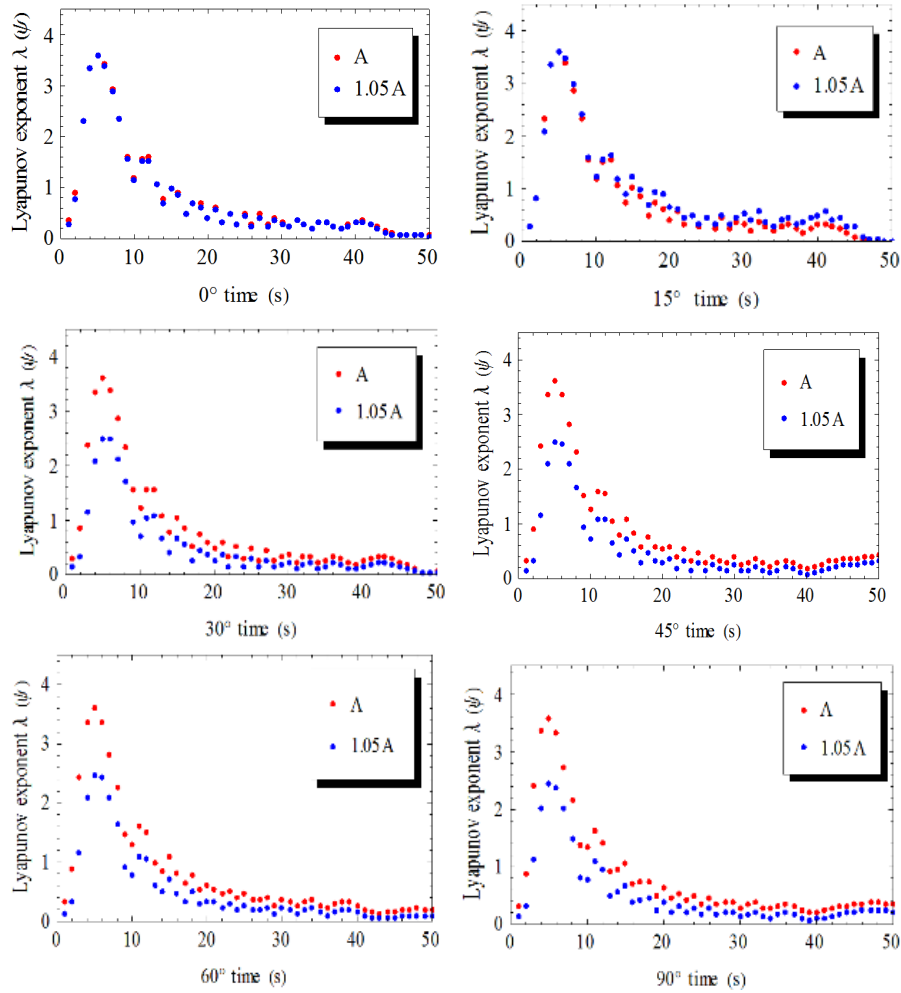 Lyapunov exponent λ (ψ)
4
3
2
1
0
A
1.05A
0
10
20
30
40
50
0° time (s)
Lyapunov exponent λ (ψ)
4
3
2
1
0
A
1.05A
0
10
20
30
40
50
15° time (s)
Lyapunov exponent λ (ψ)
4
3
2
1
0
A
1.05A
0
10
20
30
40
50
30° time (s)
Lyapunov exponent λ (ψ)
4
3
2
1
0
A
1.05A
0
10
20
30
40
50
45° time (s)
Lyapunov exponent λ (ψ)
4
3
2
1
0
A
1.05A
0
10
20
30
40
50
60° time (s)
Lyapunov exponent λ (ψ)
4
3
2
1
0
A
1.05A
0
10
20
30
40
50
90° time (s)